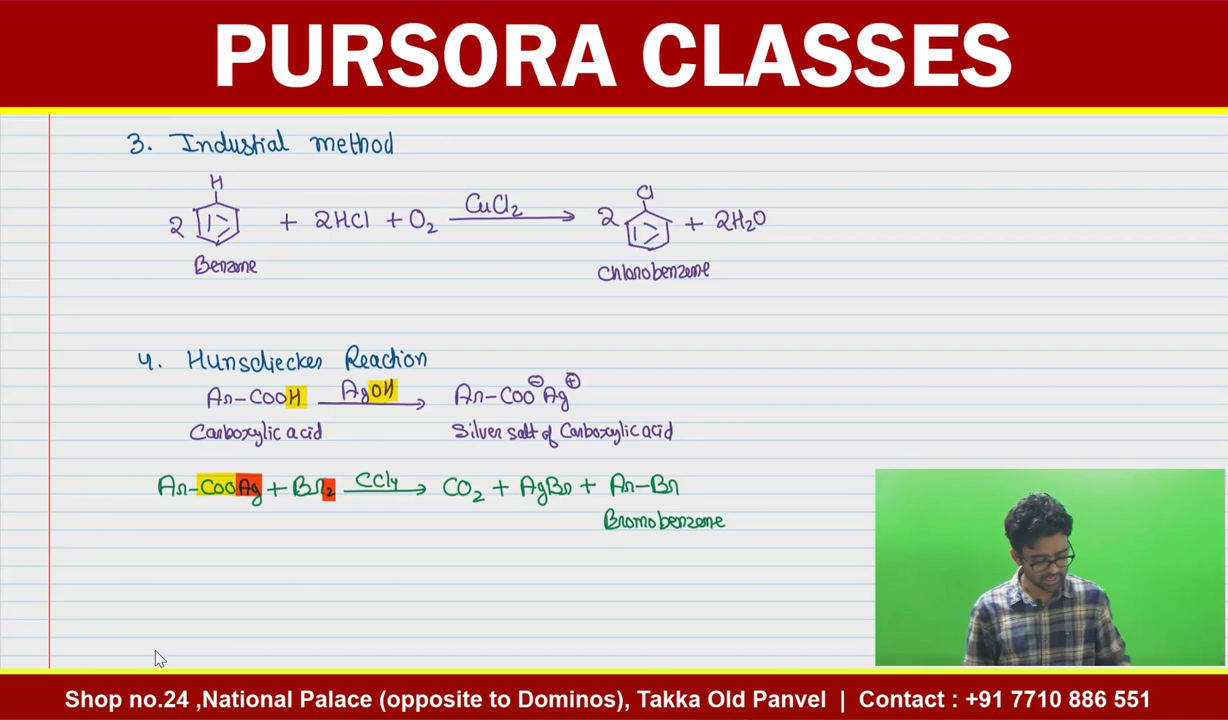 PURSORA CLASSES
3. Industrial method
H Cl
2 + 2HCl + O₂ CuCl₂ → 2 + 2H₂O
Benzene Chlorobenzene
4. Hunsdiecker Reaction
Ar-COOH AgOH → Ar-COO⊖Ag⊕
Carboxylic acid Silver salt of Carboxylic acid
Ar-COOAg + Br₂ CCl₄ → CO₂ + AgBr + Ar-Br
Bromobenzene
Shop no.24 ,National Palace (opposite to Dominos), Takka Old Panvel | Contact : +91 7710 886 551